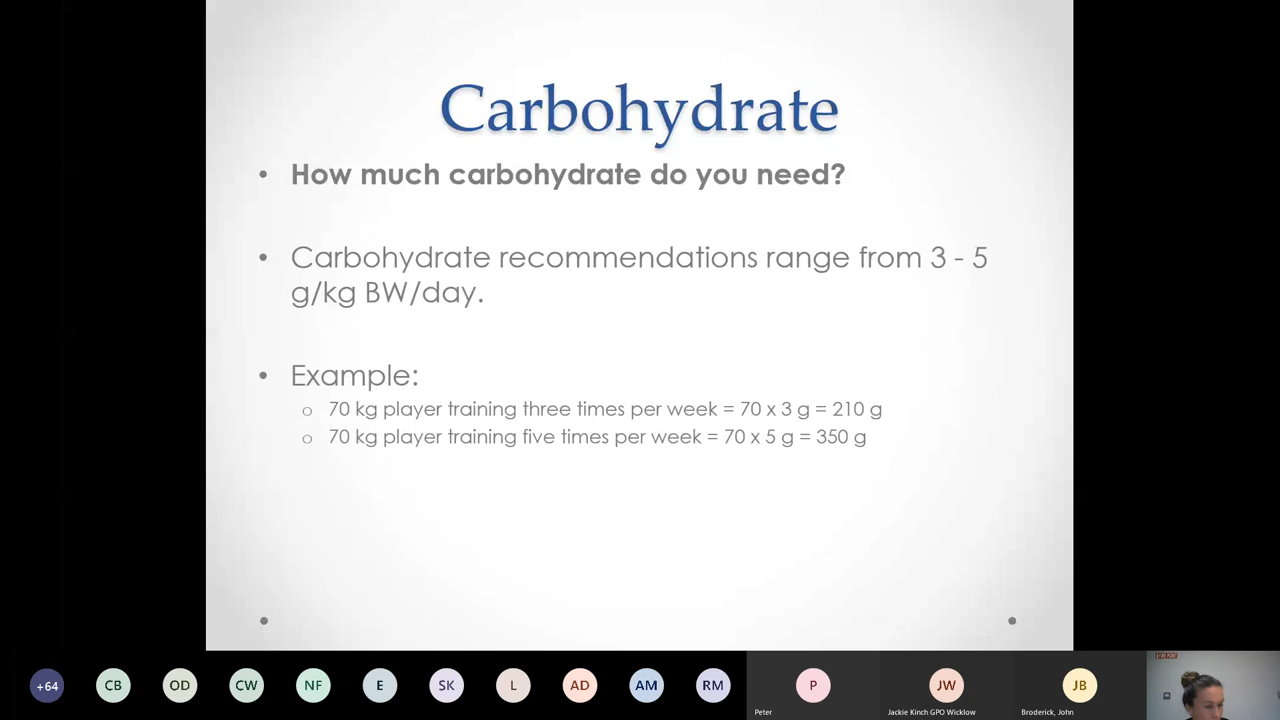 Carbohydrate
• How much carbohydrate do you need?
• Carbohydrate recommendations range from 3 - 5
g/kg BW/day.
• Example:
o 70 kg player training three times per week = 70 x 3 g = 210 g
o 70 kg player training five times per week = 70 x 5 g = 350 g
+64 CB OD CW NF E SK L AD AM RM P JW JB
Peter Jackie Kinch GPO Wicklow Broderick, John